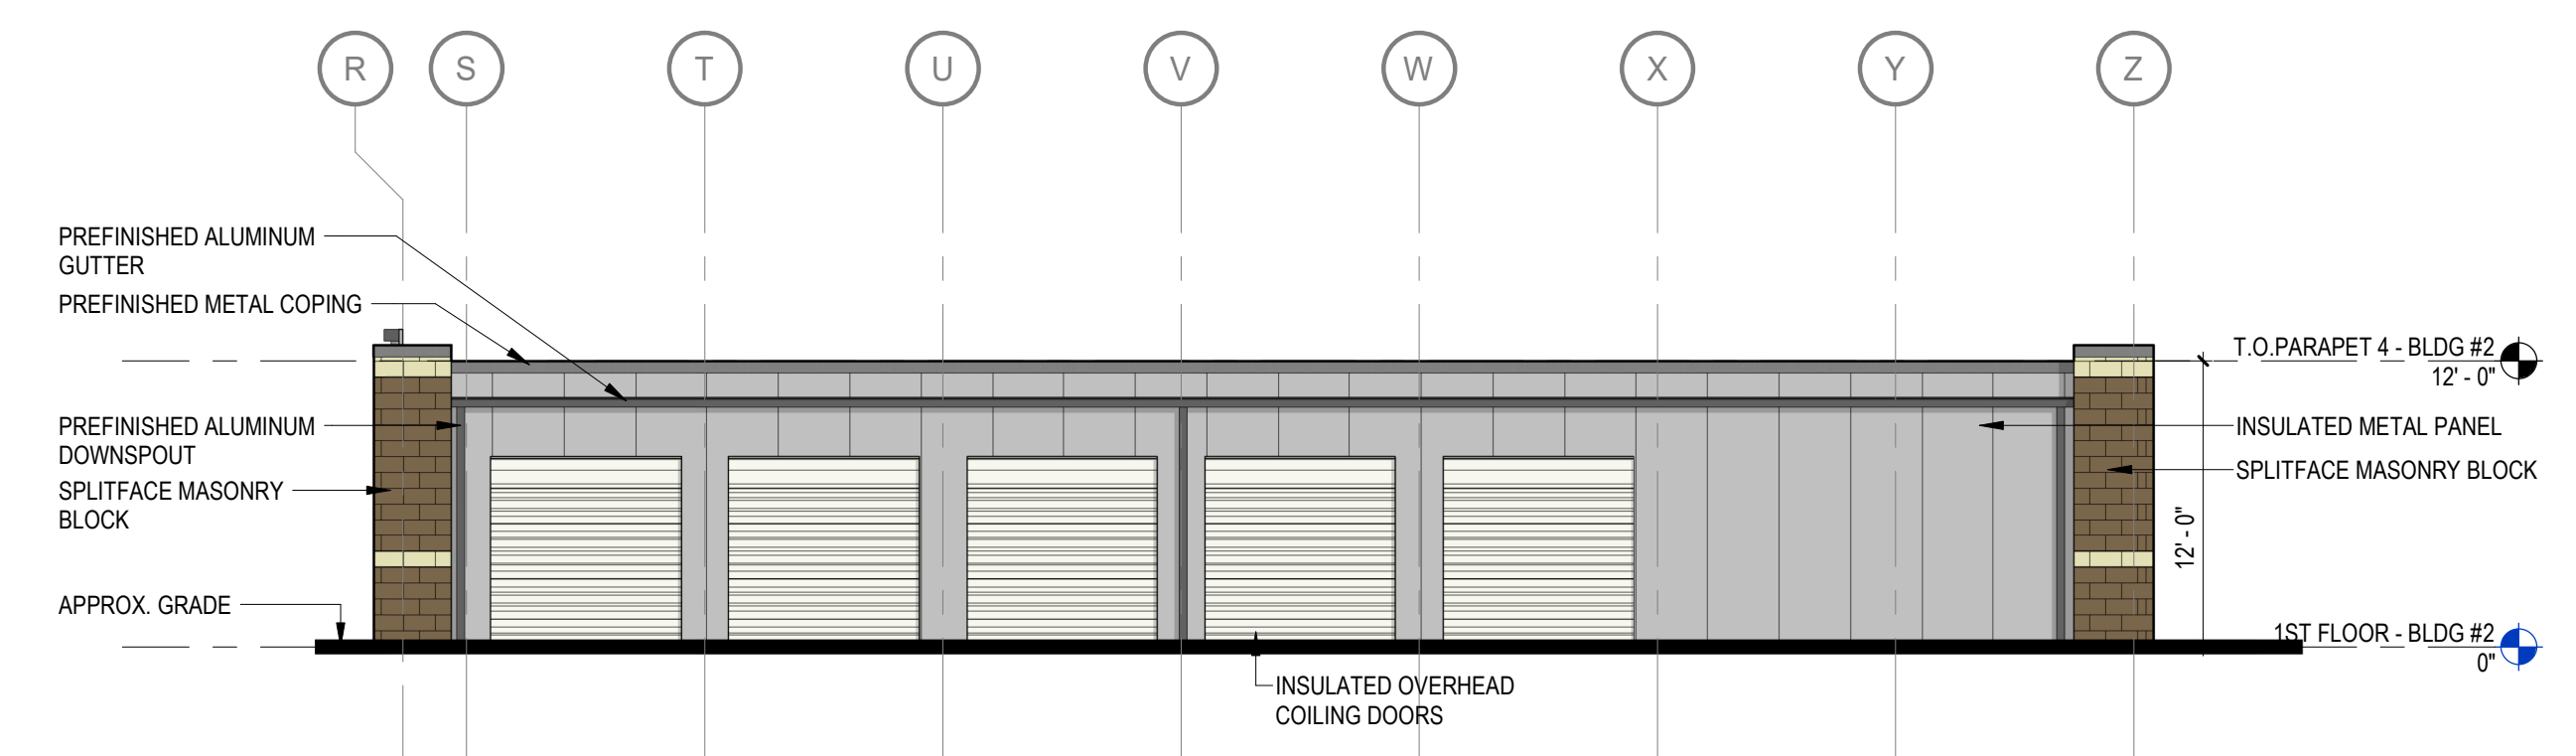 R S T U V W X Y Z
PREFINISHED ALUMINUM
GUTTER
PREFINISHED METAL COPING
PREFINISHED ALUMINUM
DOWNSPOUT
SPLITFACE MASONRY
BLOCK
APPROX. GRADE
T.O.PARAPET 4 - BLDG #2
12' - 0"
INSULATED METAL PANEL
SPLITFACE MASONRY BLOCK
12' - 0"
1ST FLOOR - BLDG #2
0"
INSULATED OVERHEAD
COILING DOORS